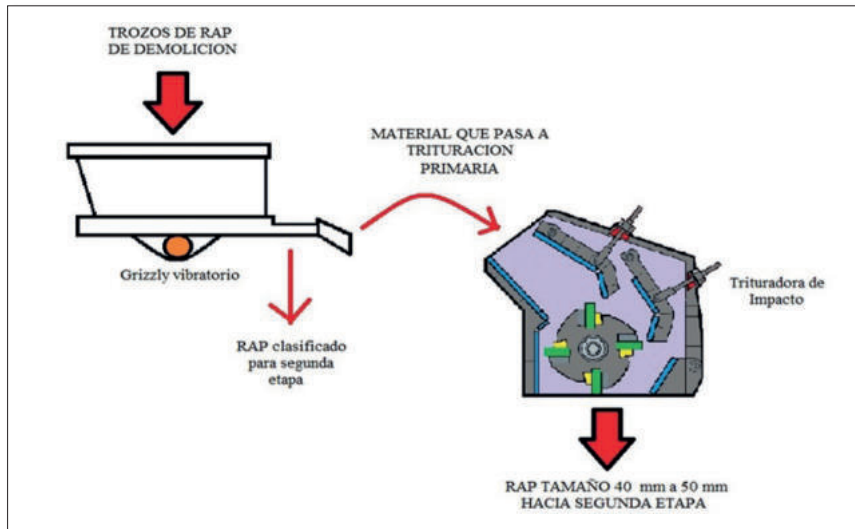 TROZOS DE RAP
DE DEMOLICION
MATERIAL QUE PASA A
TRITURACION
PRIMARIA
Grizzly vibratorio
Trituradora de
Impacto
RAP clasificado
para segunda
etapa
RAP TAMAÑO 40 mm a 50 mm
HACIA SEGUNDA ETAPA